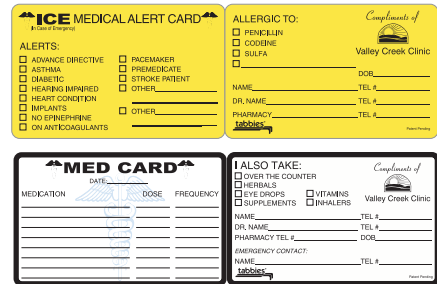 ICE MEDICAL ALERT CARD
(In Case of Emergency)
ALERTS:
ADVANCE DIRECTIVE
ASTHMA
DIABETIC
HEARING IMPAIRED
HEART CONDITION
IMPLANTS
NO EPINEPHRINE
ON ANTICOAGULANTS
PACEMAKER
PREMEDICATE
STROKE PATIENT
OTHER
OTHER
ALLERGIC TO:
PENICILLIN
CODEINE
SULFA
Compliments of
Valley Creek Clinic
DOB
NAME TEL #
DR, NAME TEL #
PHARMACY TEL #
tabbies
Patent Pending
MED CARD
DATE:
MEDICATION DOSE FREQUENCY
I ALSO TAKE:
OVER THE COUNTER
HERBALS
EYE DROPS VITAMINS
SUPPLEMENTS INHALERS
Compliments of
Valley Creek Clinic
NAME TEL #
DR, NAME TEL #
PHARMACY TEL # DOB
EMERGENCY CONTACT:
NAME TEL #
tabbies
Patent Pending